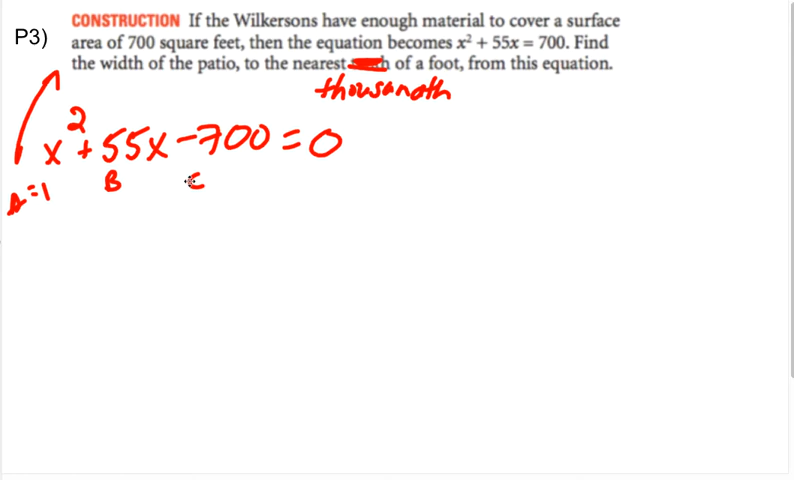 P3) CONSTRUCTION If the Wilkersons have enough material to cover a surface
area of 700 square feet, then the equation becomes x² + 55x = 700. Find
the width of the patio, to the nearest of a foot, from this equation.
thousandth
x² + 55x - 700 = 0
A=1 B C